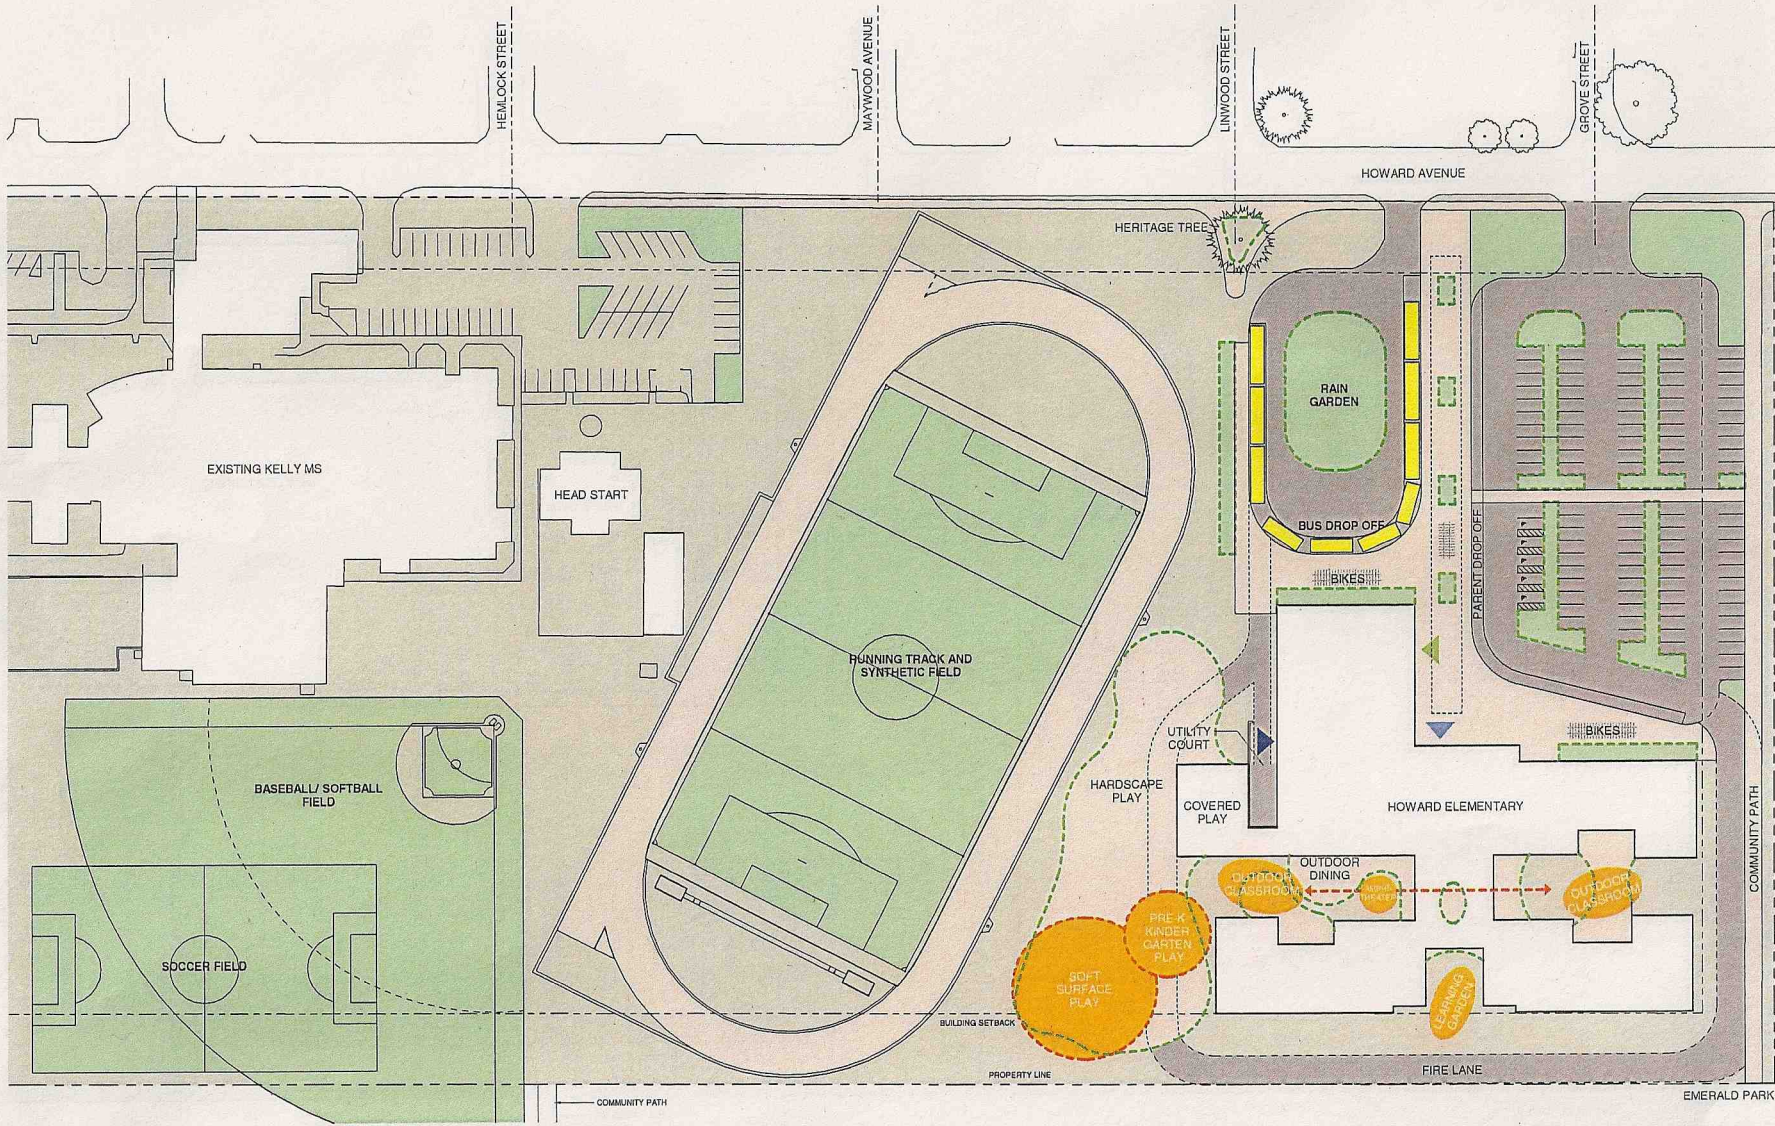 HEMLOCK STREET
MAYWOOD AVENUE
LINWOOD STREET
GROVE STREET
HOWARD AVENUE
HERITAGE TREE
RAIN
GARDEN
EXISTING KELLY MS
HEAD START
BUS DROP OFF
PARENT DROP OFF
BIKES
RUNNING TRACK AND
SYNTHETIC FIELD
UTILITY
COURT
BIKES
BASEBALL/ SOFTBALL
FIELD
HARDSCAPE
PLAY
COVERED
PLAY
HOWARD ELEMENTARY
COMMUNITY PATH
OUTDOOR
DINING
OUTDOOR
CLASSROOM
THEATER
OUTDOOR
CLASSROOM
PRE-K
KINDER
GARTEN
PLAY
SOCCER FIELD
SOFT
SURFACE
PLAY
LEARNING
GARDEN
BUILDING SETBACK
PROPERTY LINE
FIRE LANE
COMMUNITY PATH
EMERALD PARK